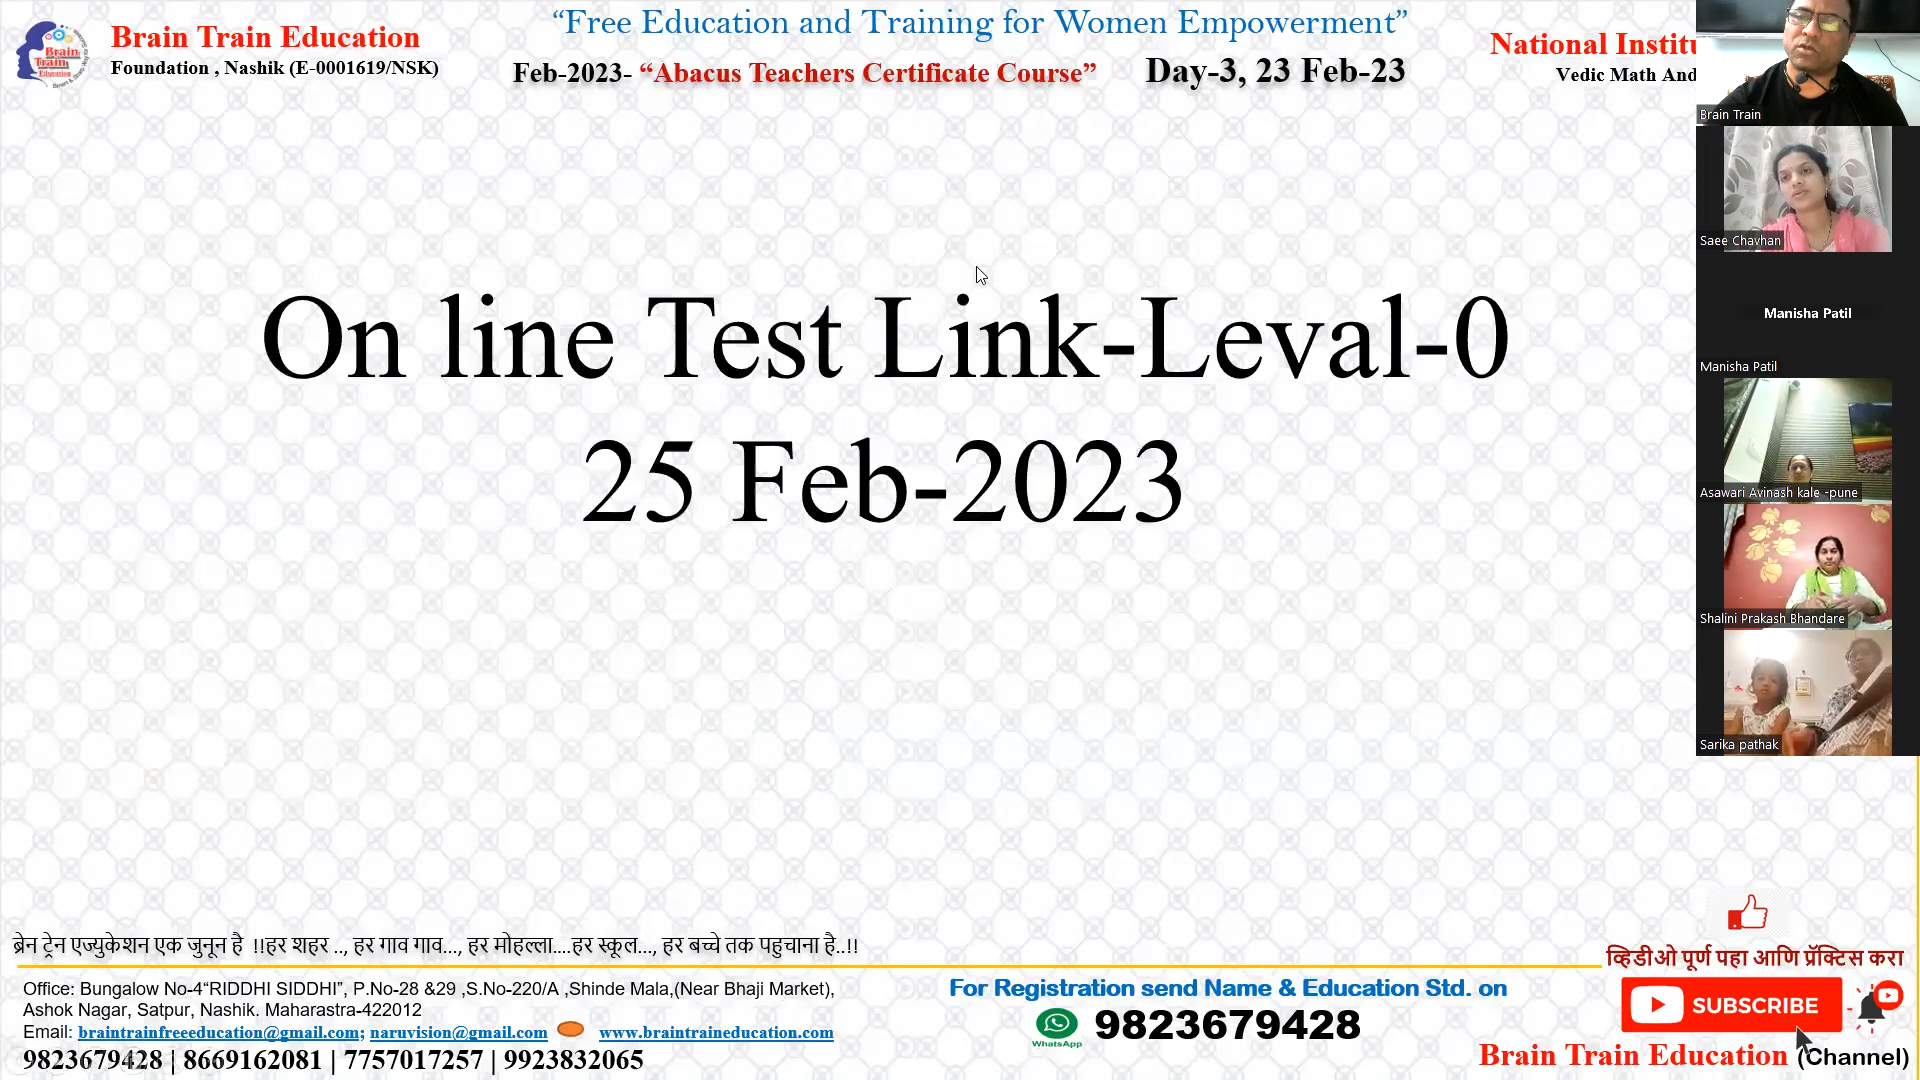 Brain Train Education
Foundation , Nashik (E-0001619/NSK)
“Free Education and Training for Women Empowerment”
Feb-2023- “Abacus Teachers Certificate Course” Day-3, 23 Feb-23
National
Vedic Math And
Brain Train
Saee Chavhan
Manisha Patil
Manisha Patil
Asawari Avinash kale -pune
Shalini Prakash Bhandare
Sarika pathak
On line Test Link-Leval-0
25 Feb-2023
ब्रेन ट्रेन एज्युकेशन एक जुनून है !!हर शहर .., हर गाव गाव..., हर मोहल्ला....हर स्कूल..., हर बच्चे तक पहुचाना है..!!
Office: Bungalow No-4“RIDDHI SIDDHI”, P.No-28 &29 ,S.No-220/A ,Shinde Mala,(Near Bhaji Market),
Ashok Nagar, Satpur, Nashik. Maharastra-422012
Email: braintrainfreeeducation@gmail.com; naruvision@gmail.com www.braintraineducation.com
9823679428 | 8669162081 | 7757017257 | 9923832065
For Registration send Name & Education Std. on
WhatsApp 9823679428
व्हिडीओ पूर्ण पहा आणि प्रॅक्टिस करा
SUBSCRIBE
Brain Train Education (Channel)